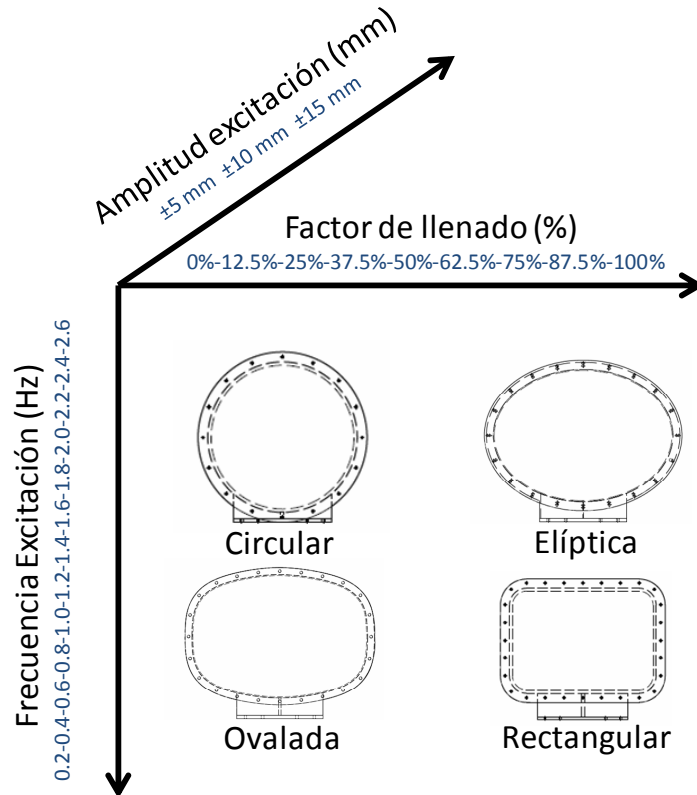 Amplitud excitación (mm)
±5 mm ±10 mm ±15 mm
Factor de llenado (%)
0%-12.5%-25%-37.5%-50%-62.5%-75%-87.5%-100%
Frecuencia Excitación (Hz)
0.2-0.4-0.6-0.8-1.0-1.2-1.4-1.6-1.8-2.0-2.2-2.4-2.6
Circular
Elíptica
Ovalada
Rectangular